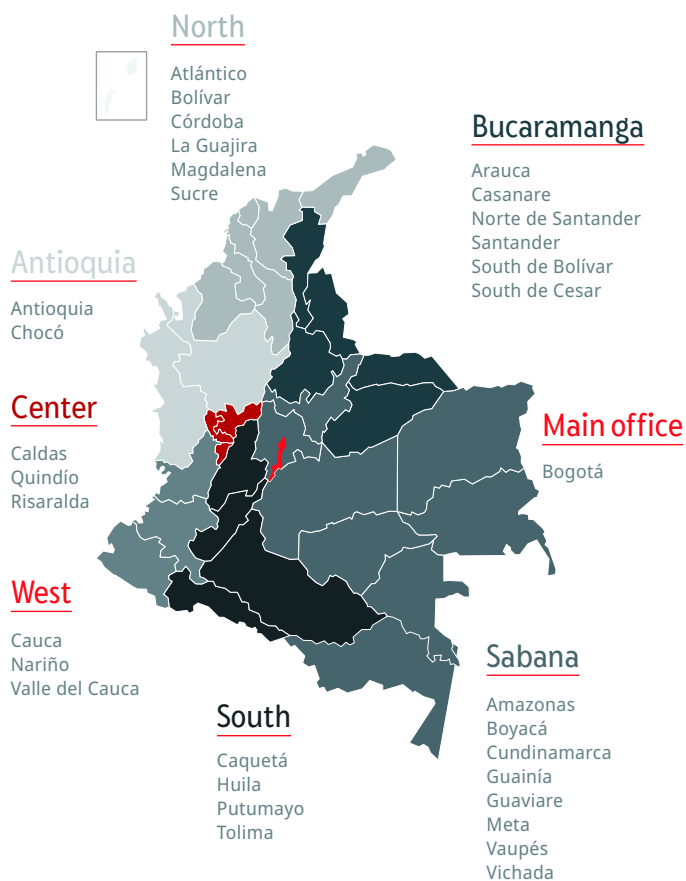 North
Atlántico
Bolívar
Córdoba
La Guajira
Magdalena
Sucre
Bucaramanga
Arauca
Casanare
Norte de Santander
Santander
South de Bolívar
South de Cesar
Antioquia
Antioquia
Chocó
Center
Caldas
Quindío
Risaralda
Main office
Bogotá
West
Cauca
Nariño
Valle del Cauca
South
Caquetá
Huila
Putumayo
Tolima
Sabana
Amazonas
Boyacá
Cundinamarca
Guainía
Guaviare
Meta
Vaupés
Vichada